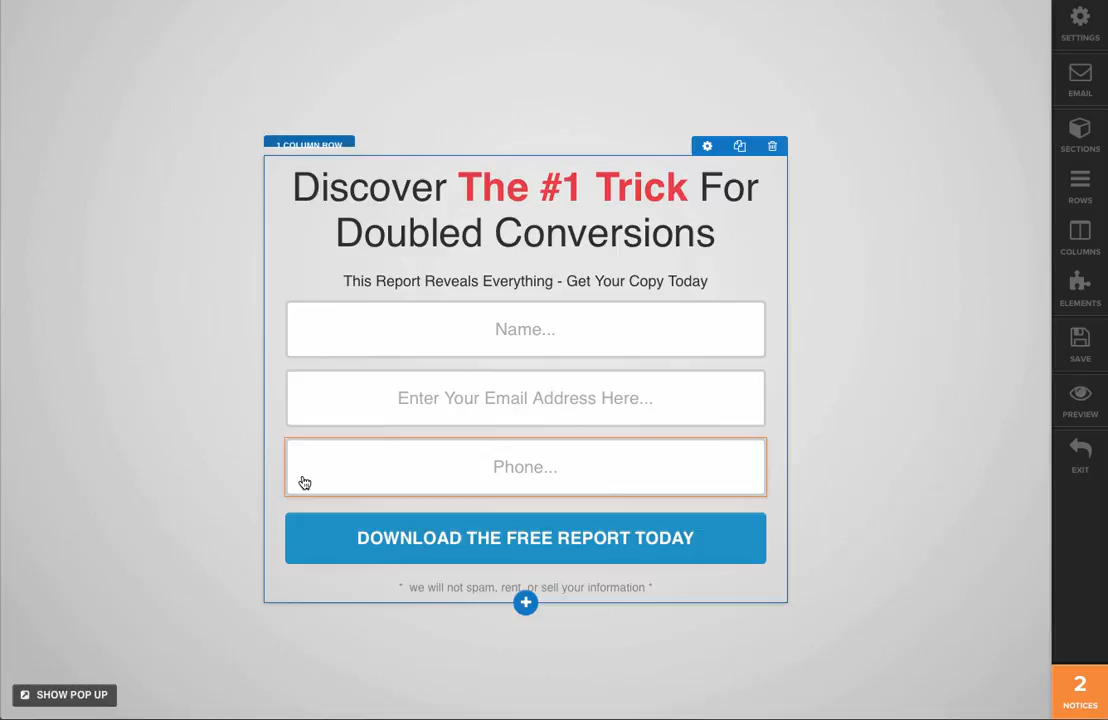 1 COLUMN ROW
Discover The #1 Trick For
Doubled Conversions
This Report Reveals Everything - Get Your Copy Today
Name...
Enter Your Email Address Here...
Phone...
DOWNLOAD THE FREE REPORT TODAY
* we will not spam, rent, or sell your information *
SHOW POP UP
SETTINGS
EMAIL
SECTIONS
ROWS
COLUMNS
ELEMENTS
SAVE
PREVIEW
EXIT
2
NOTICES